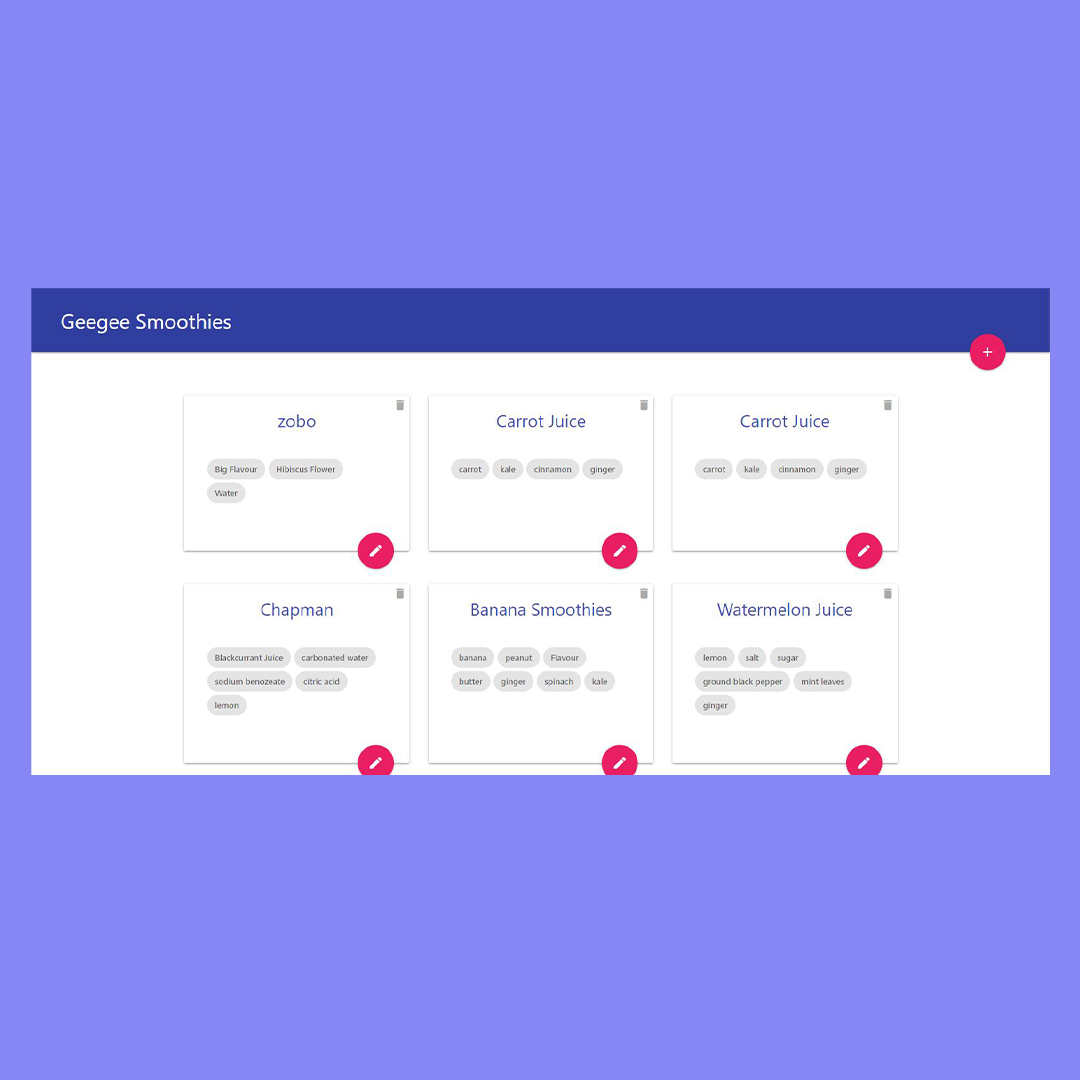 Geegee Smoothies
+
zobo
Big Flavour Hibiscus Flower
Water
Carrot Juice
carrot kale cinnamon ginger
Carrot Juice
carrot kale cinnamon ginger
Chapman
Blackcurrant Juice carbonated water
sodium benozeate citric acid
lemon
Banana Smoothies
banana peanut Flavour
butter ginger spinach kale
Watermelon Juice
lemon salt sugar
ground black pepper mint leaves
ginger